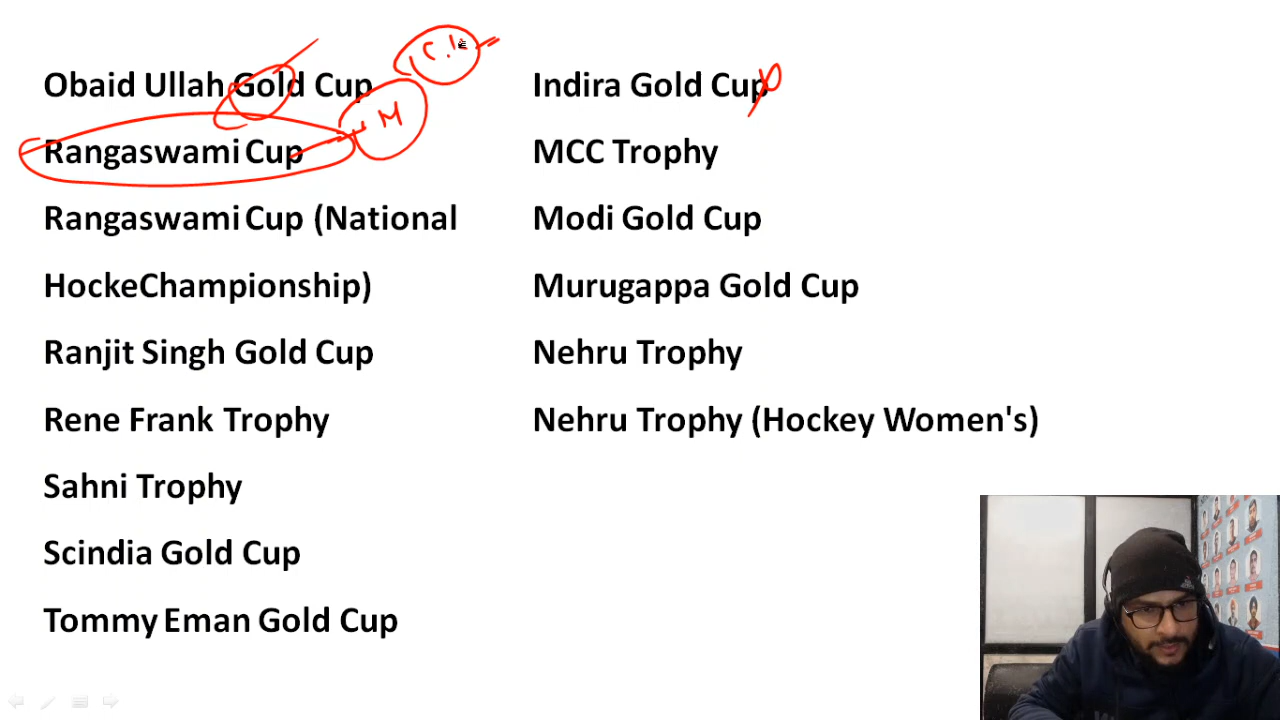 Obaid Ullah Gold Cup
Rangaswami Cup
M
Rangaswami Cup (National
HockeChampionship)
Ranjit Singh Gold Cup
Rene Frank Trophy
Sahni Trophy
Scindia Gold Cup
Tommy Eman Gold Cup
Indira Gold Cup
MCC Trophy
Modi Gold Cup
Murugappa Gold Cup
Nehru Trophy
Nehru Trophy (Hockey Women's)